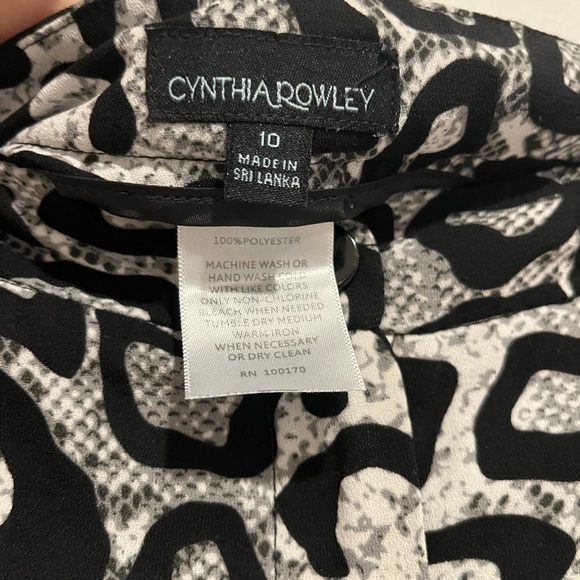 CYNTHIA ROWLEY
10
MADE IN
SRI LANKA
100%POLYESTER
MACHINE WASH OR
HAND WASH COLD
WITH LIKE COLORS
ONLY NON-CHLORINE
BLEACH WHEN NEEDED
TUMBLE DRY MEDIUM
WARM IRON
WHEN NECESSARY
OR DRY CLEAN
RN 100170